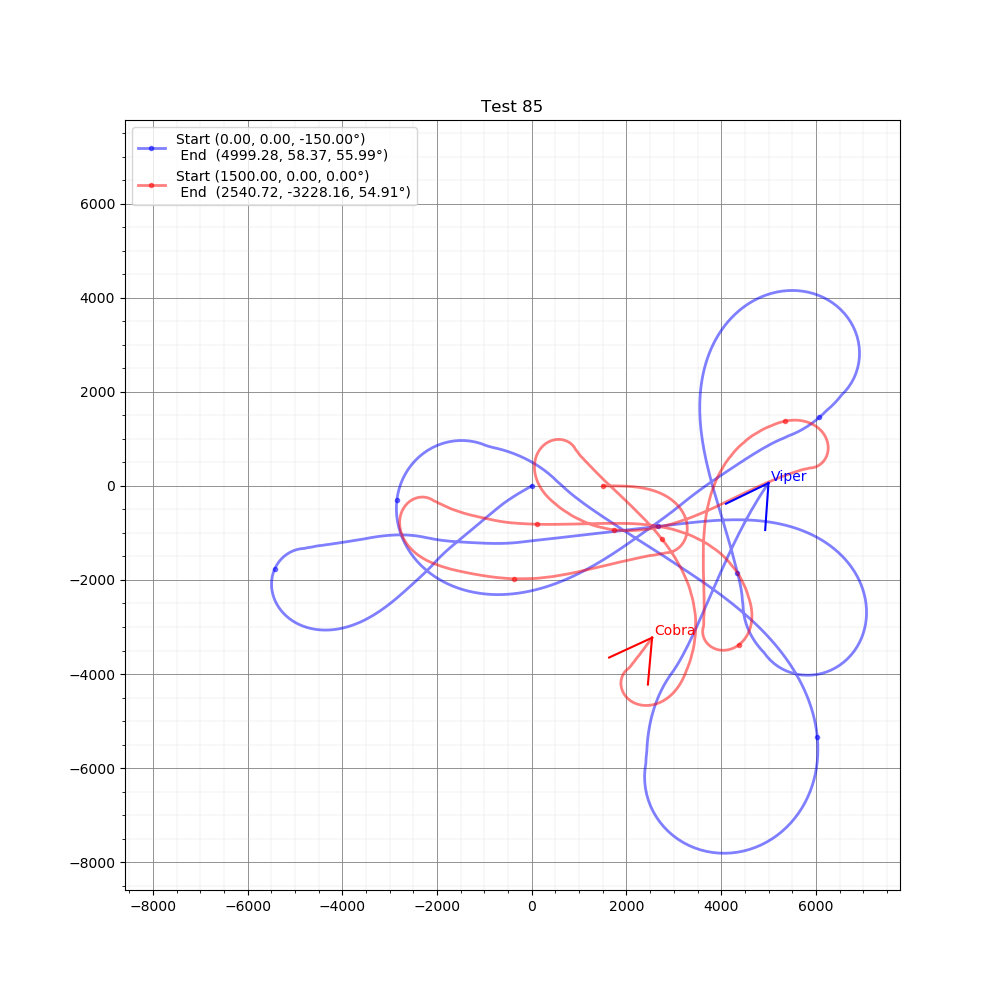 Test 85
Start (0.00, 0.00, -150.00°)
End  (4999.28, 58.37, 55.99°)
Start (1500.00, 0.00, 0.00°)
End  (2540.72, -3228.16, 54.91°)
6000
4000
2000
0
−2000
−4000
−6000
−8000
Viper
Cobra
−8000 −6000 −4000 −2000 0 2000 4000 6000